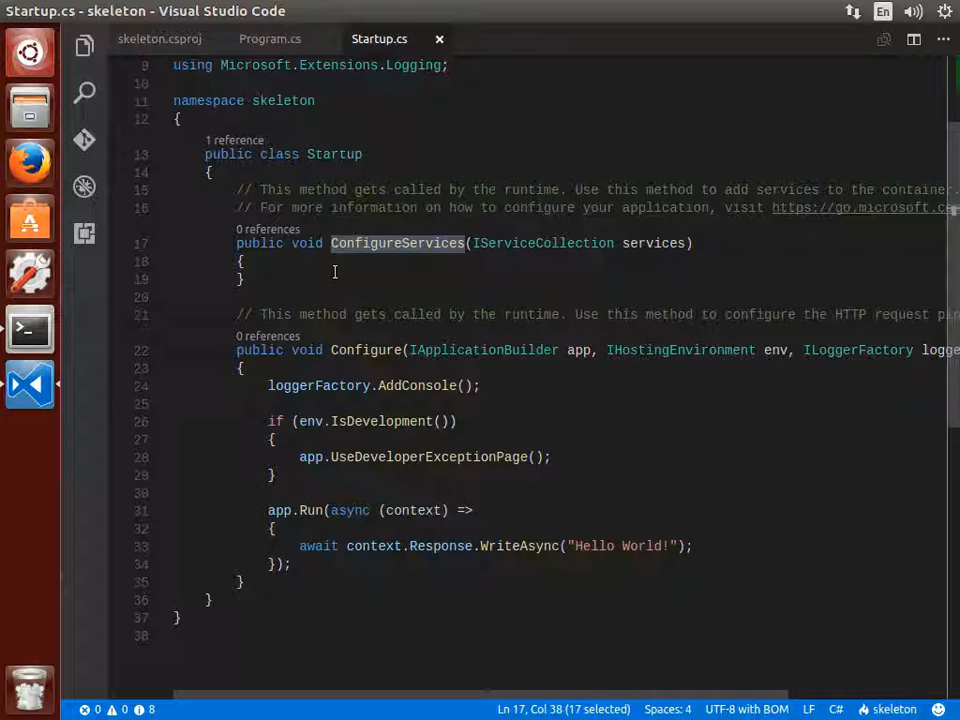 Startup.cs - skeleton - Visual Studio Code
En
skeleton.csproj Program.cs Startup.cs
9 using Microsoft.Extensions.Logging;
10
11 namespace skeleton
12 {
1 reference
13 public class Startup
14 {
15 // This method gets called by the runtime. Use this method to add services to the container.
16 // For more information on how to configure your application, visit https://go.microsoft.c
0 references
17 public void ConfigureServices(IServiceCollection services)
18 {
19 }
20
21 // This method gets called by the runtime. Use this method to configure the HTTP request pi
0 references
22 public void Configure(IApplicationBuilder app, IHostingEnvironment env, ILoggerFactory logge
23 {
24 loggerFactory.AddConsole();
25
26 if (env.IsDevelopment())
27 {
28 app.UseDeveloperExceptionPage();
29 }
30
31 app.Run(async (context) =>
32 {
33 await context.Response.WriteAsync("Hello World!");
34 });
35 }
36 }
37 }
38
0 0 8 Ln 17, Col 38 (17 selected) Spaces: 4 UTF-8 with BOM LF C# skeleton